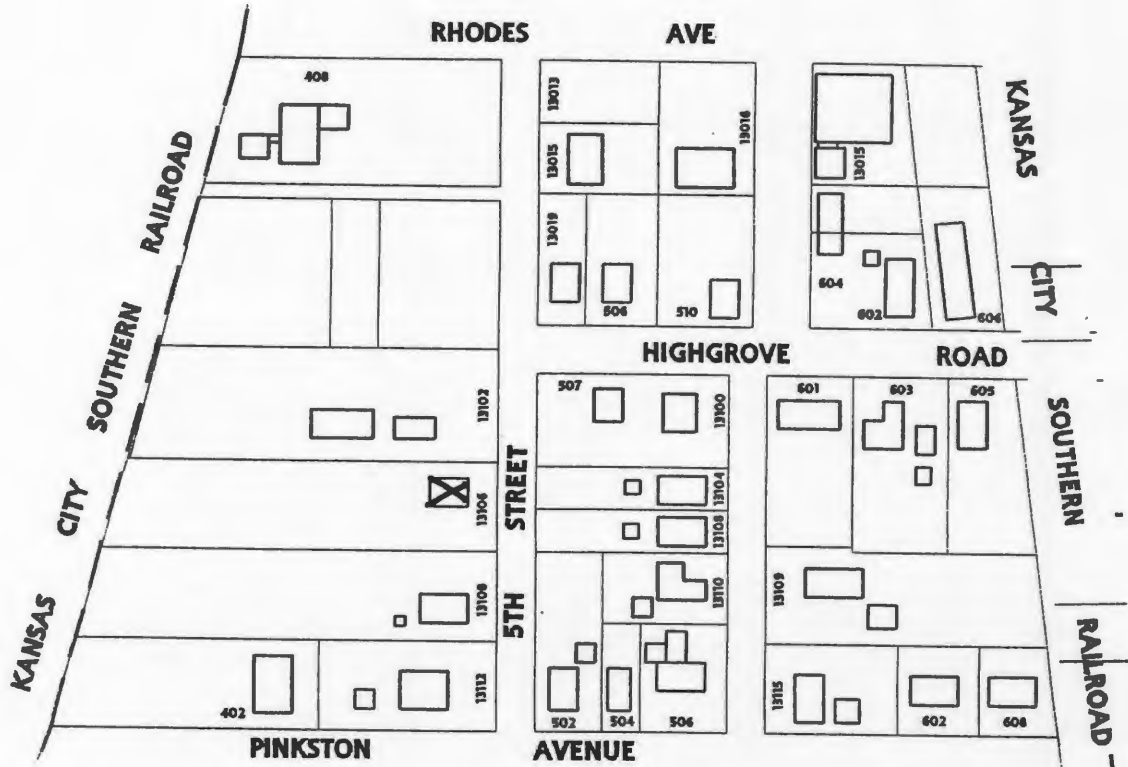 RHODES AVE
408
13013
13015
13016
13015
KANSAS
RAILROAD
13019
506
510
604
602
606
CITY
HIGHGROVE ROAD
SOUTHERN
13102
507
13100
601
603
605
SOUTHERN
CITY
13106
STREET
13104
13108
KANSAS
13108
5TH
13110
13109
RAILROAD
402
13112
502
504
506
13115
602
608
PINKSTON AVENUE